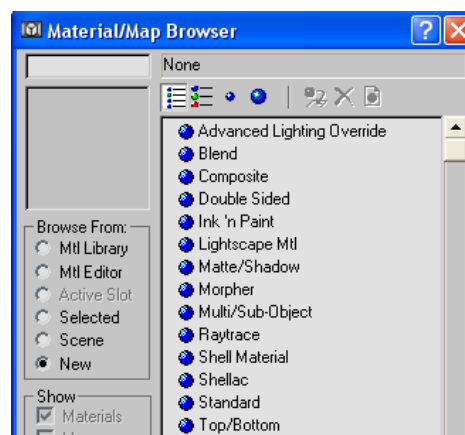 Material/Map Browser
None
Advanced Lighting Override
Blend
Composite
Double Sided
Ink 'n Paint
Lightscape Mtl
Matte/Shadow
Morpher
Multi/Sub-Object
Raytrace
Shell Material
Shellac
Standard
Top/Bottom
Browse From:
Mtl Library
Mtl Editor
Active Slot
Selected
Scene
New
Show
Materials